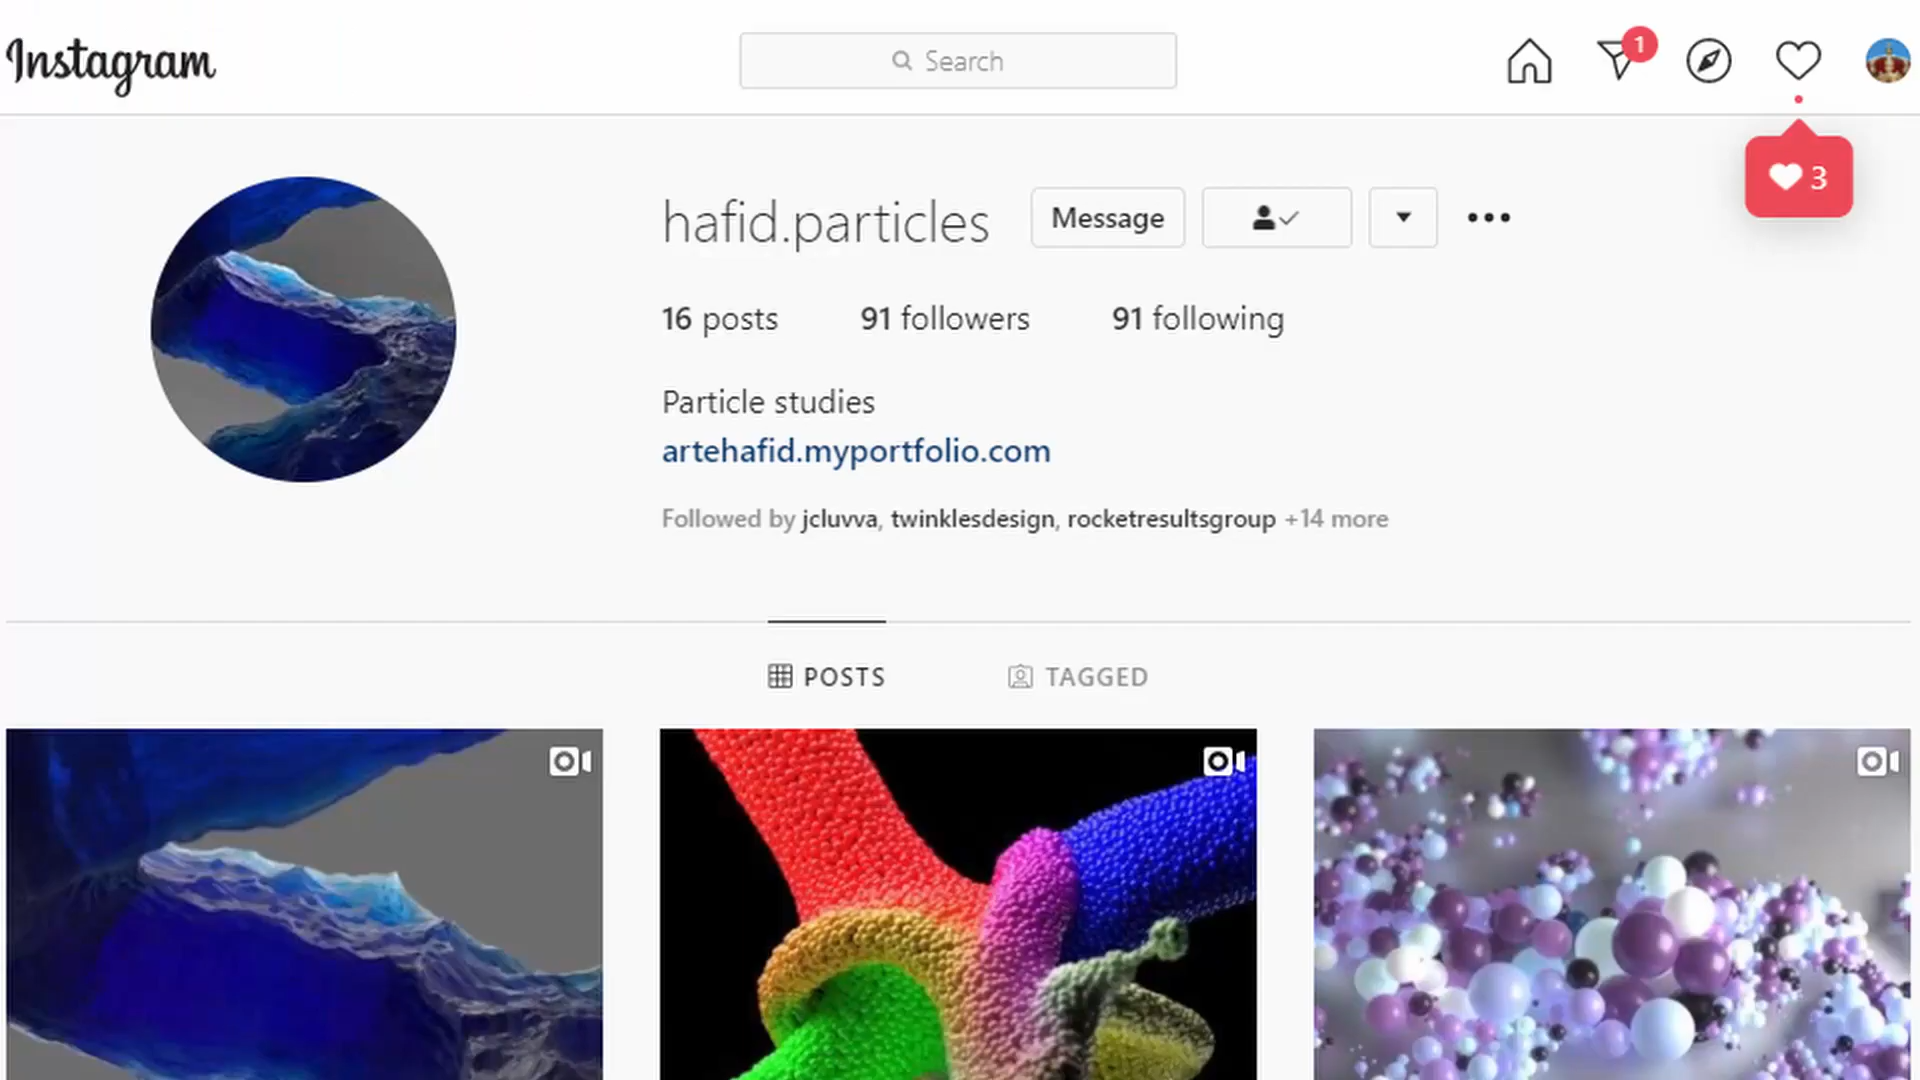 Instagram
Search
1
3
hafid.particles
Message
16 posts
91 followers
91 following
Particle studies
artehafid.myportfolio.com
Followed by jcluvva, twinklesdesign, rocketresultsgroup +14 more
POSTS
TAGGED